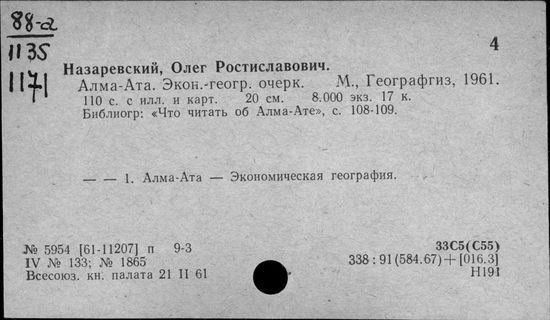 88-а
1135
1171
4
Назаревский, Олег Ростиславович.
Алма-Ата. Экон.-геогр. очерк. М., Географгиз, 1961.
110 с. с илл. и карт. 20 см. 8.000 экз. 17 к.
Библиогр: «Что читать об Алма-Ате», с. 108-109.
— — 1. Алма-Ата — Экономическая география.
№ 5954 [61-11207] п 9-3 33С5(С55)
IV № 133; № 1865 338 : 91(584.67)+[016.3]
Всесоюз. кн. палата 21 II 61 Н191